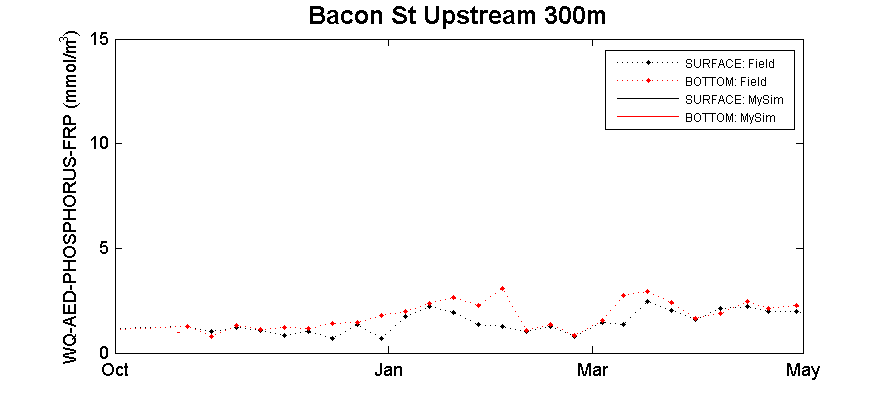 Bacon St Upstream 300m
WQ-AED-PHOSPHORUS-FRP (mmol/m³)
15
10
5
0
Oct
Jan
Mar
May
SURFACE: Field
BOTTOM: Field
SURFACE: MySim
BOTTOM: MySim